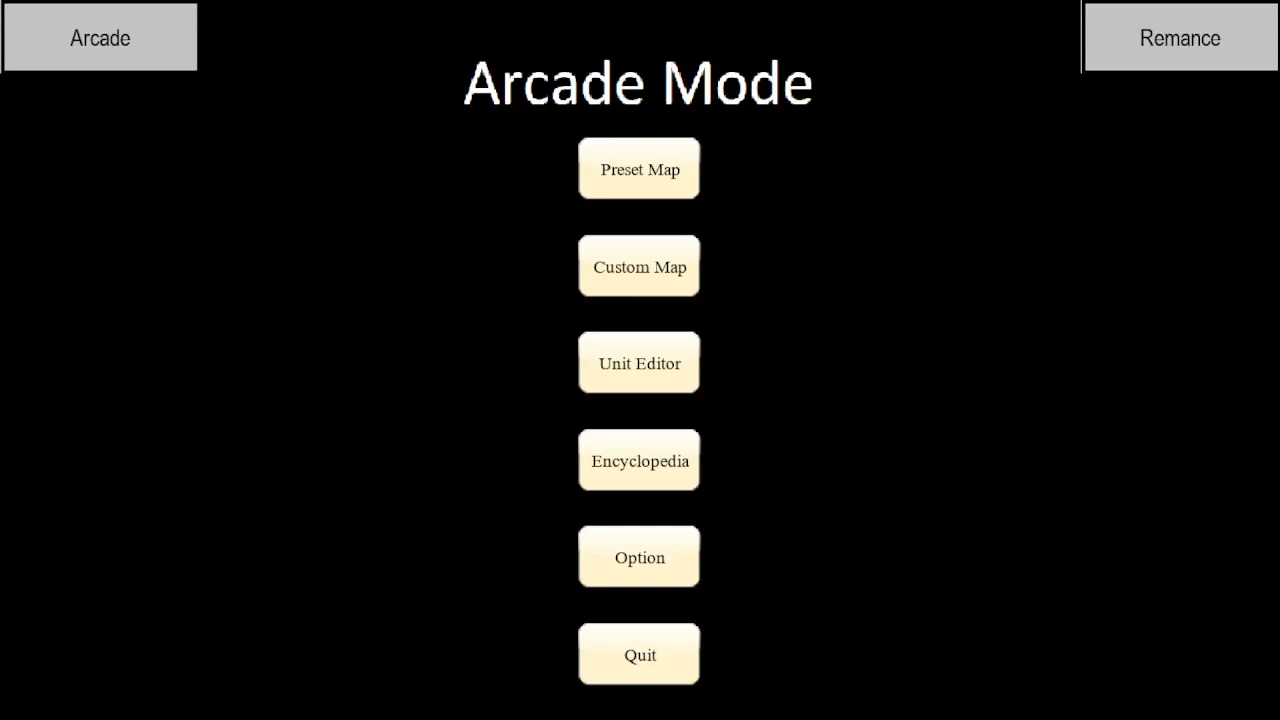 Arcade
Remance
Arcade Mode
Preset Map
Custom Map
Unit Editor
Encyclopedia
Option
Quit